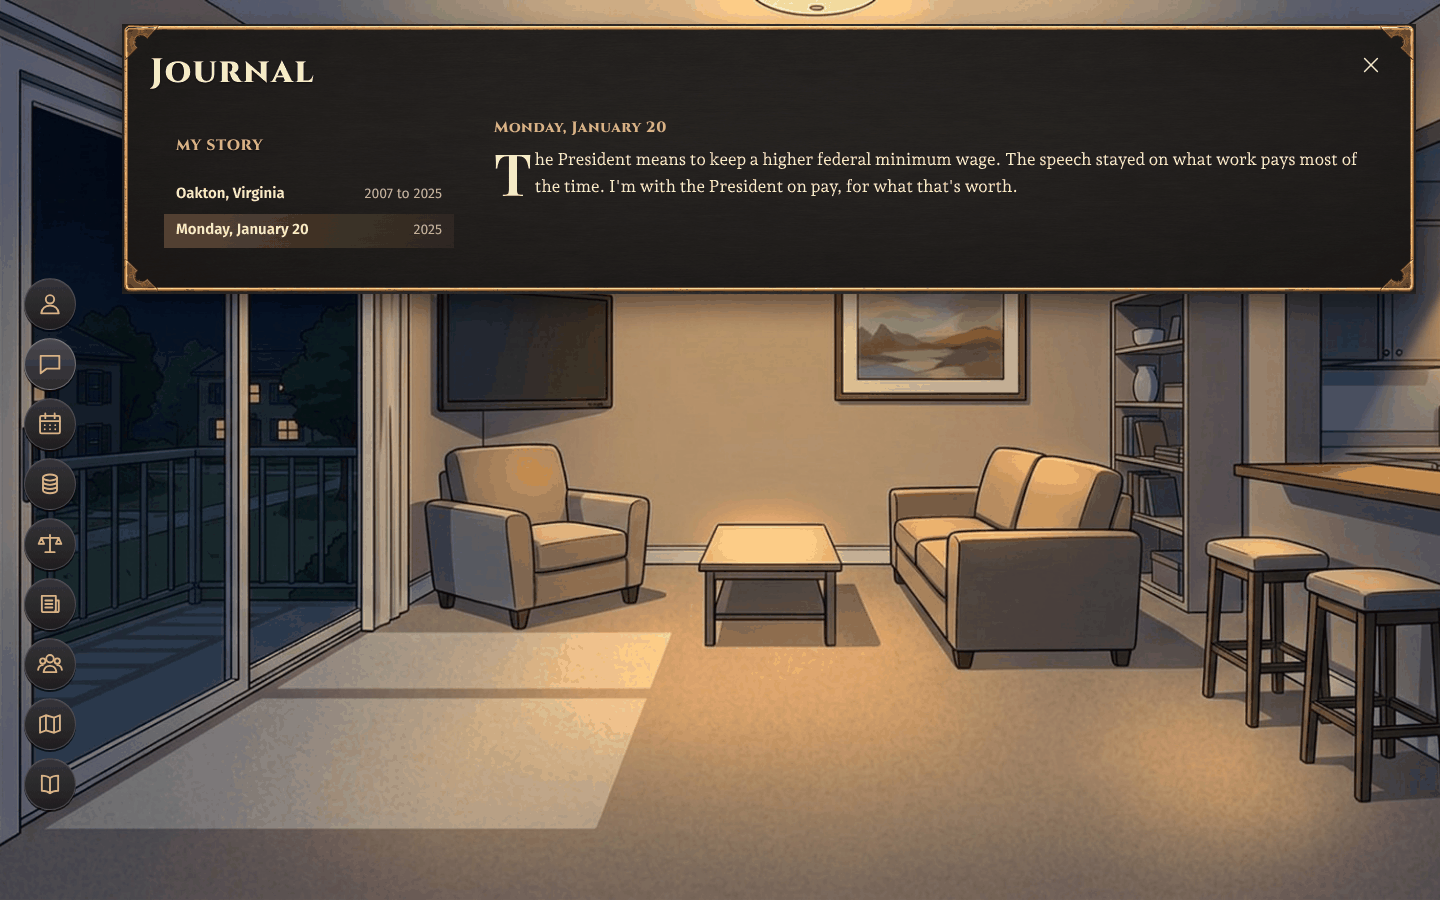 Journal
MY STORY
Oakton, Virginia 2007 to 2025
Monday, January 20 2025
Monday, January 20
The President means to keep a higher federal minimum wage. The speech stayed on what work pays most of
the time. I'm with the President on pay, for what that's worth.